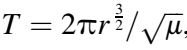 T = 2πr^{3/2}/√μ,